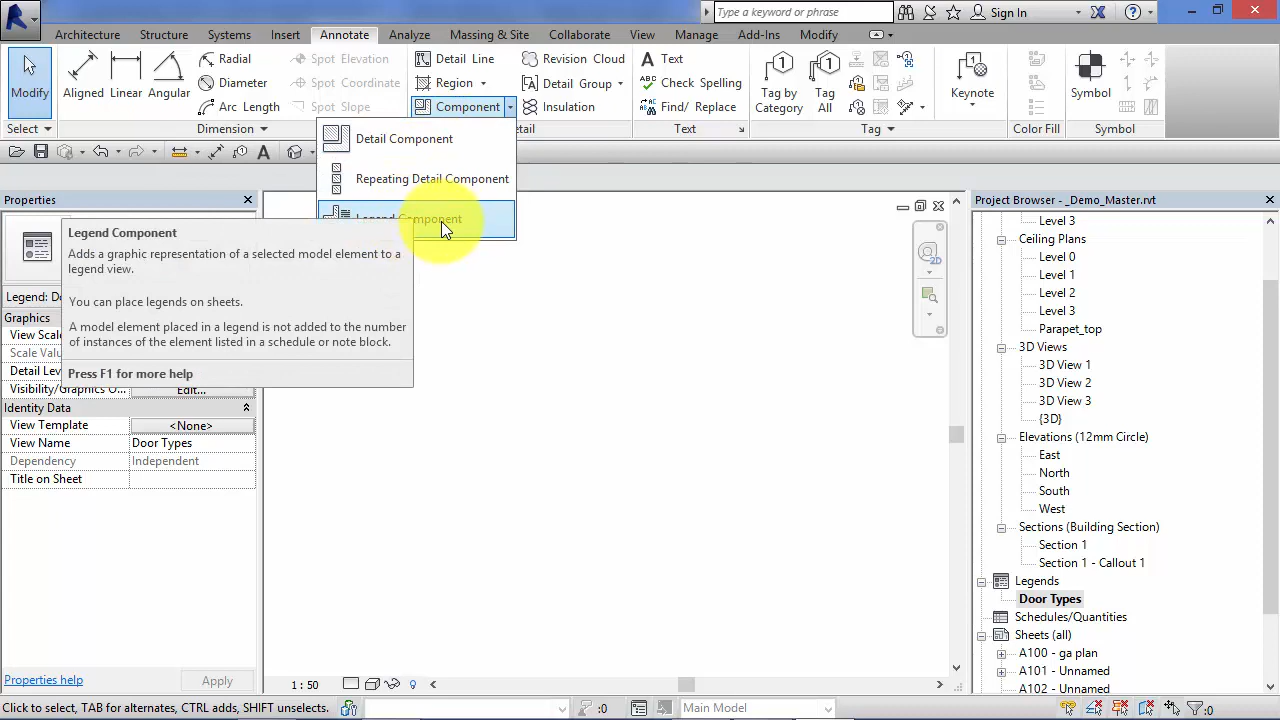 Type a keyword or phrase
Sign In
Architecture
Structure
Systems
Insert
Annotate
Analyze
Massing & Site
Collaborate
View
Manage
Add-Ins
Modify
Modify
Aligned
Linear
Angular
Radial
Diameter
Arc Length
Spot Elevation
Spot Coordinate
Spot Slope
Detail Line
Region
Component
Revision Cloud
Detail Group
Insulation
Text
Check Spelling
Find/ Replace
Tag by
Category
Tag
All
Keynote
Symbol
Select
Dimension
Text
Tag
Color Fill
Symbol
Detail Component
Repeating Detail Component
Legend Component
Properties
Legend Component
Adds a graphic representation of a selected model element to a
legend view.
You can place legends on sheets.
A model element placed in a legend is not added to the number
of instances of the element listed in a schedule or note block.
Press F1 for more help
Graphics
Edit...
Identity Data
View Template
<None>
View Name
Door Types
Dependency
Independent
Title on Sheet
Properties help
Apply
1 : 50
Project Browser - _Demo_Master.rvt
Level 3
Ceiling Plans
Level 0
Level 1
Level 2
Level 3
Parapet_top
3D Views
3D View 1
3D View 2
3D View 3
{3D}
Elevations (12mm Circle)
East
North
South
West
Sections (Building Section)
Section 1
Section 1 - Callout 1
Legends
Door Types
Schedules/Quantities
Sheets (all)
A100 - ga plan
A101 - Unnamed
A102 - Unnamed
Click to select, TAB for alternates, CTRL adds, SHIFT unselects.
:0
Main Model
:0